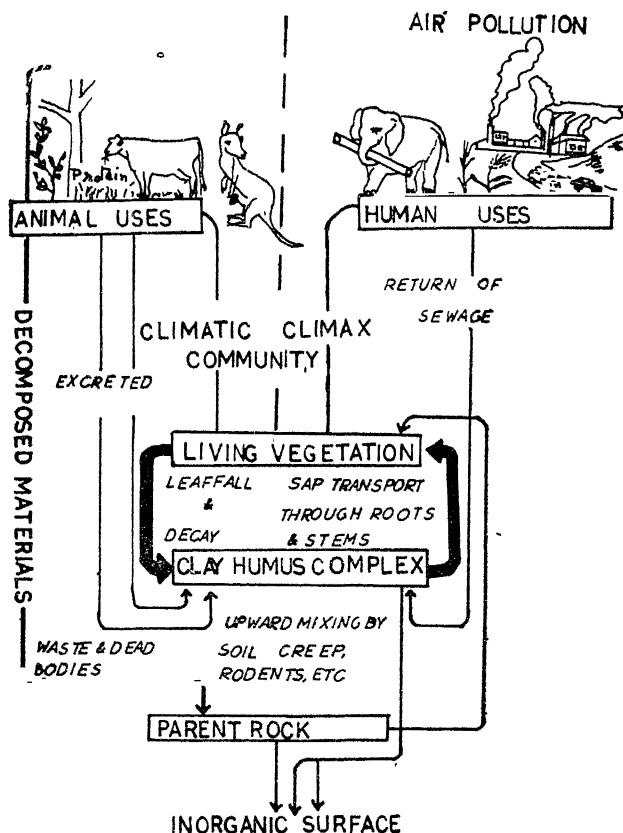 AIR POLLUTION
Protein
ANIMAL USES
HUMAN USES
RETURN OF
SEWAGE
CLIMATIC CLIMAX
COMMUNITY
EXCRETED
DECOMPOSED MATERIALS
LIVING VEGETATION
LEAFFALL
&
DECAY
SAP TRANSPORT
THROUGH ROOTS
& STEMS
CLAY HUMUS COMPLEX
WASTE & DEAD
BODIES
UPWARD MIXING BY
SOIL CREEP,
RODENTS, ETC
PARENT ROCK
INORGANIC SURFACE